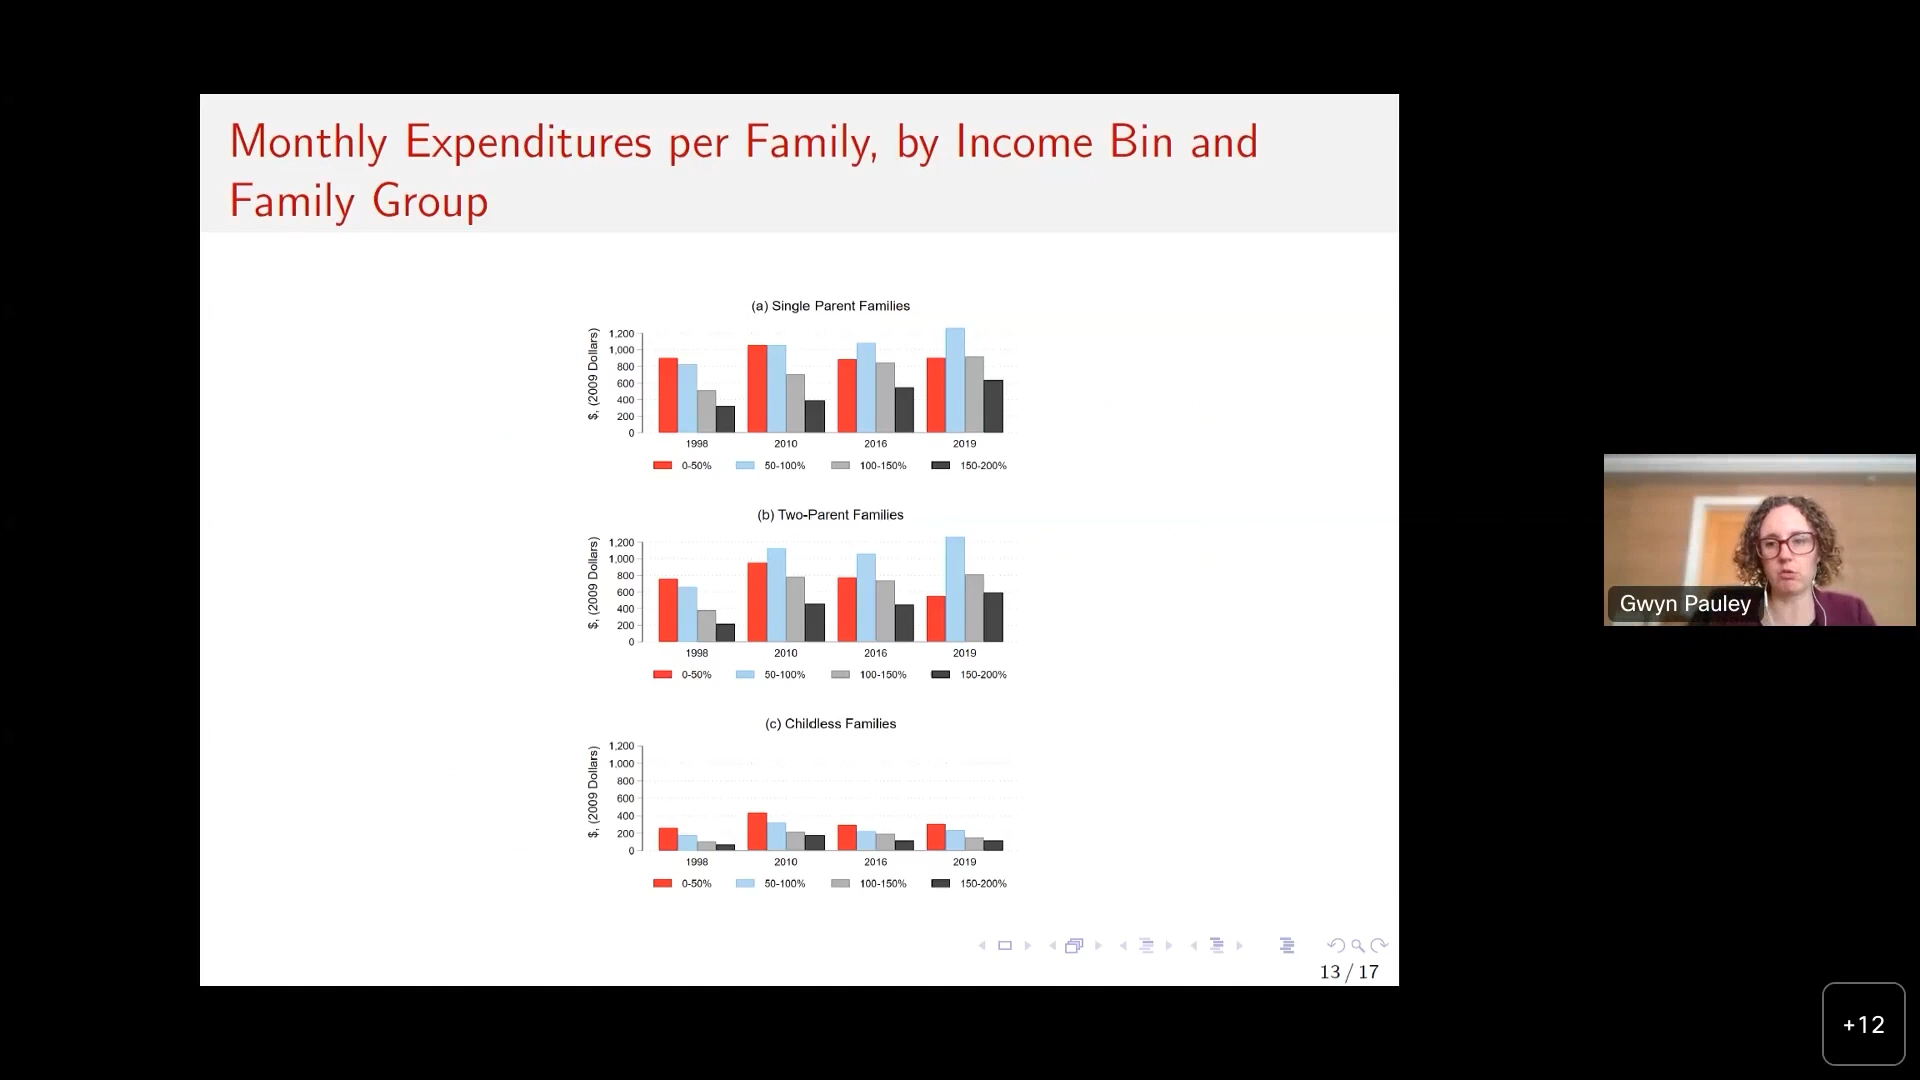 Monthly Expenditures per Family, by Income Bin and
Family Group
(a) Single Parent Families
$, (2009 Dollars)
1,200
1,000
800
600
400
200
0
1998 2010 2016 2019
0-50% 50-100% 100-150% 150-200%
(b) Two-Parent Families
$, (2009 Dollars)
1,200
1,000
800
600
400
200
0
1998 2010 2016 2019
0-50% 50-100% 100-150% 150-200%
(c) Childless Families
$, (2009 Dollars)
1,200
1,000
800
600
400
200
0
1998 2010 2016 2019
0-50% 50-100% 100-150% 150-200%
13 / 17
Gwyn Pauley
+12